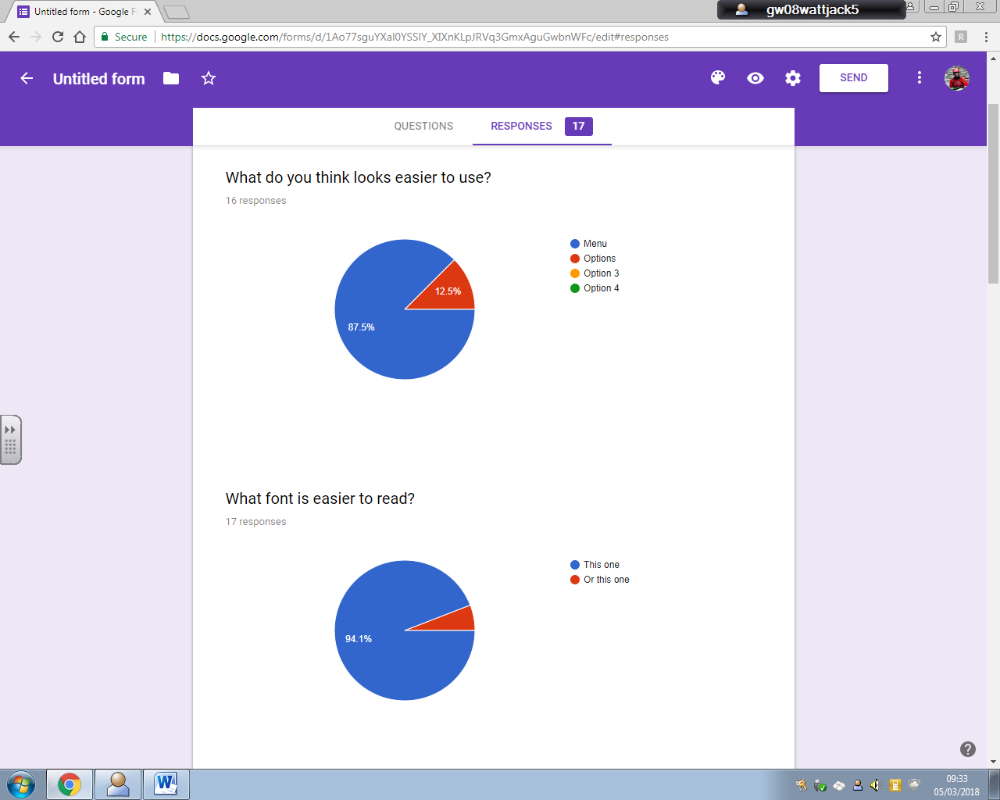 Untitled form - Google F
gw08wattjack5
Secure
https://docs.google.com/forms/d/1Ao77sguYXal0YSSlY_XIXnKLpJRVq3GmxAguGwbnWFc/edit#responses
R
Untitled form
SEND
QUESTIONS
RESPONSES 17
What do you think looks easier to use?
16 responses
Menu
Options
Option 3
Option 4
12.5%
87.5%
What font is easier to read?
17 responses
This one
Or this one
94.1%
?
W
09:33
05/03/2018